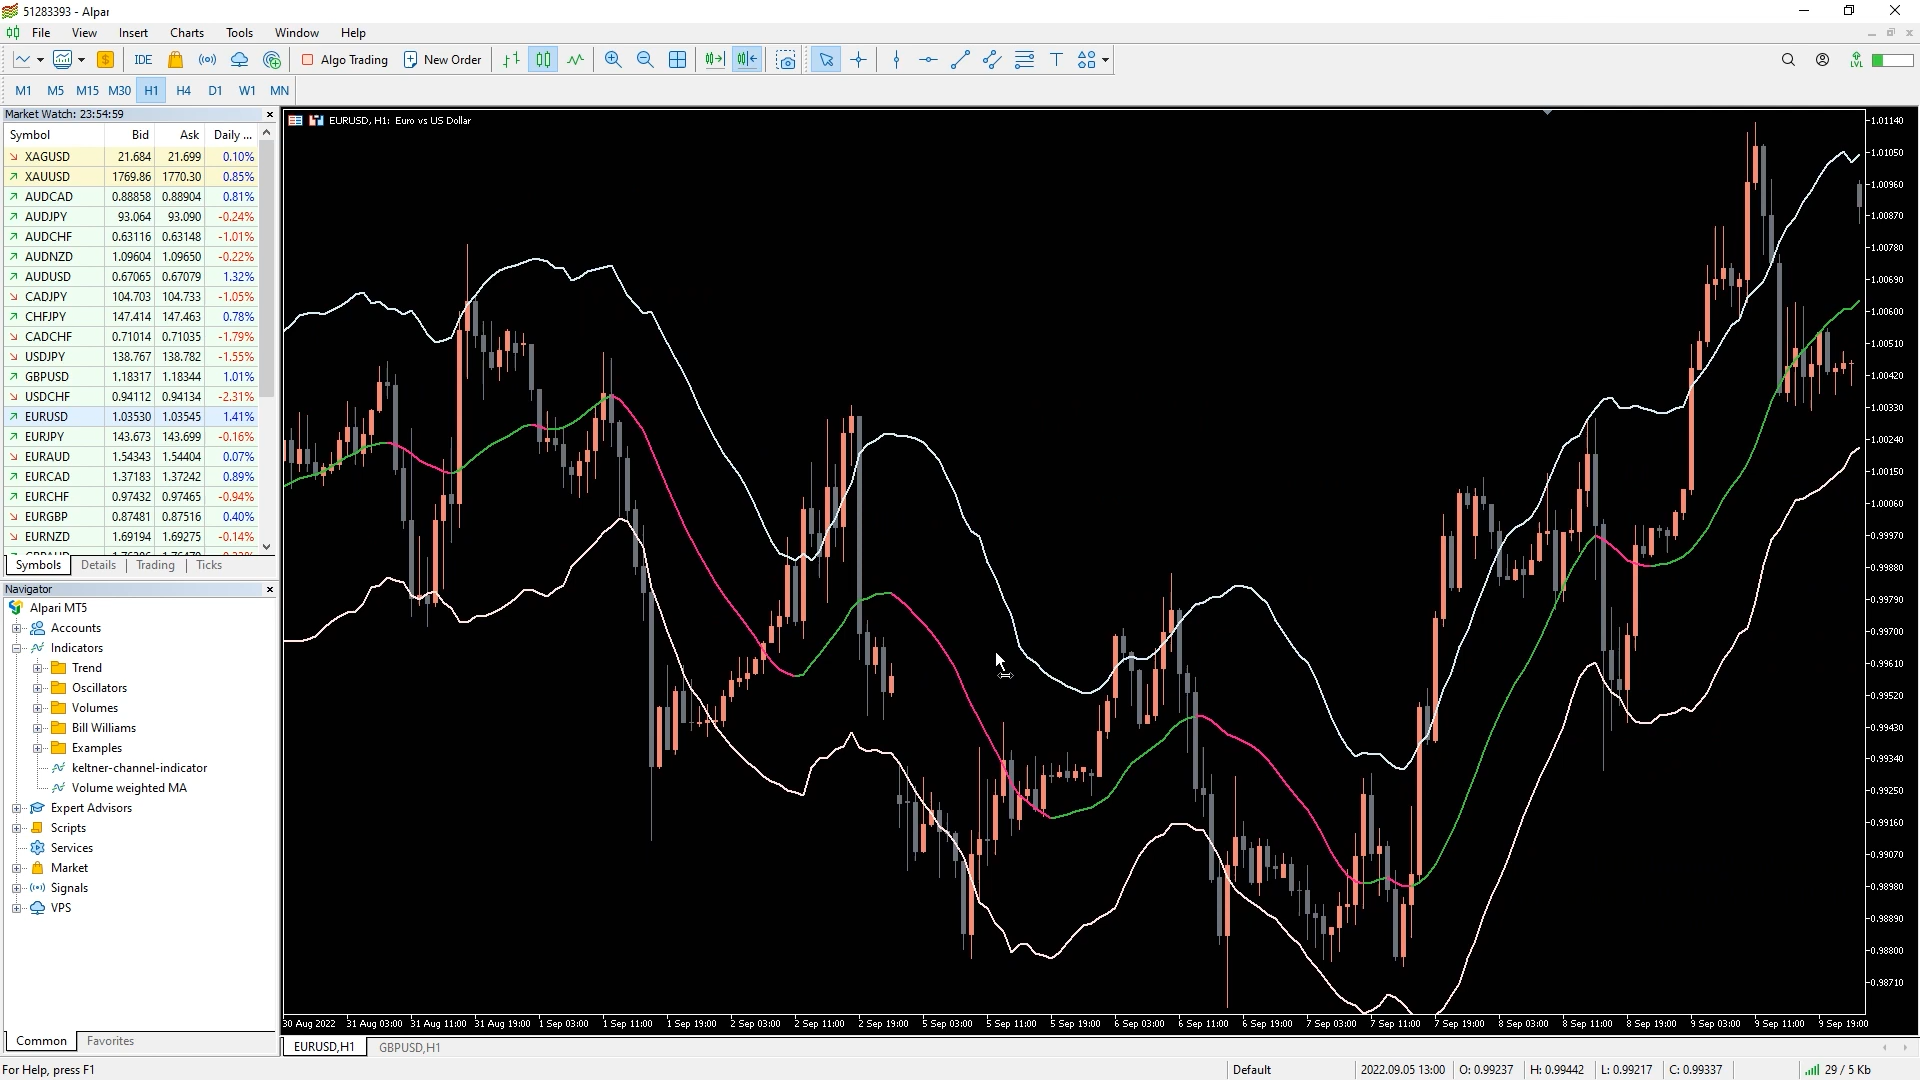 51283393 - Alpar
File View Insert Charts Tools Window Help
IDE Algo Trading New Order LVL
M1 M5 M15 M30 H1 H4 D1 W1 MN
Market Watch: 23:54:59
Symbol Bid Ask Daily ...
XAGUSD 21.684 21.699 0.10%
XAUUSD 1769.86 1770.30 0.85%
AUDCAD 0.88858 0.88904 0.81%
AUDJPY 93.064 93.090 -0.24%
AUDCHF 0.63116 0.63148 -1.01%
AUDNZD 1.09604 1.09650 -0.22%
AUDUSD 0.67065 0.67079 1.32%
CADJPY 104.703 104.733 -1.05%
CHFJPY 147.414 147.463 0.78%
CADCHF 0.71014 0.71035 -1.79%
USDJPY 138.767 138.782 -1.55%
GBPUSD 1.18317 1.18344 1.01%
USDCHF 0.94112 0.94134 -2.31%
EURUSD 1.03530 1.03545 1.41%
EURJPY 143.673 143.699 -0.16%
EURAUD 1.54343 1.54404 0.07%
EURCAD 1.37183 1.37242 0.89%
EURCHF 0.97432 0.97465 -0.94%
EURGBP 0.87481 0.87516 0.40%
EURNZD 1.69194 1.69275 -0.14%
Symbols Details Trading Ticks
Navigator
Alpari MT5
Accounts
Indicators
Trend
Oscillators
Volumes
Bill Williams
Examples
keltner-channel-indicator
Volume weighted MA
Expert Advisors
Scripts
Services
Market
Signals
VPS
Common Favorites
EURUSD, H1: Euro vs US Dollar
1.01140
1.01050
1.00960
1.00870
1.00780
1.00690
1.00600
1.00510
1.00420
1.00330
1.00240
1.00150
1.00060
0.99970
0.99880
0.99790
0.99700
0.99610
0.99520
0.99430
0.99340
0.99250
0.99160
0.99070
0.98980
0.98890
0.98800
0.98710
30 Aug 2022 31 Aug 03:00 31 Aug 11:00 31 Aug 19:00 1 Sep 03:00 1 Sep 11:00 1 Sep 19:00 2 Sep 03:00 2 Sep 11:00 2 Sep 19:00 5 Sep 03:00 5 Sep 11:00 5 Sep 19:00 6 Sep 03:00 6 Sep 11:00 6 Sep 19:00 7 Sep 03:00 7 Sep 11:00 7 Sep 19:00 8 Sep 03:00 8 Sep 11:00 8 Sep 19:00 9 Sep 03:00 9 Sep 11:00 9 Sep 19:00
EURUSD,H1 GBPUSD,H1
For Help, press F1 Default 2022.09.05 13:00 O: 0.99237 H: 0.99442 L: 0.99217 C: 0.99337 29 / 5 Kb